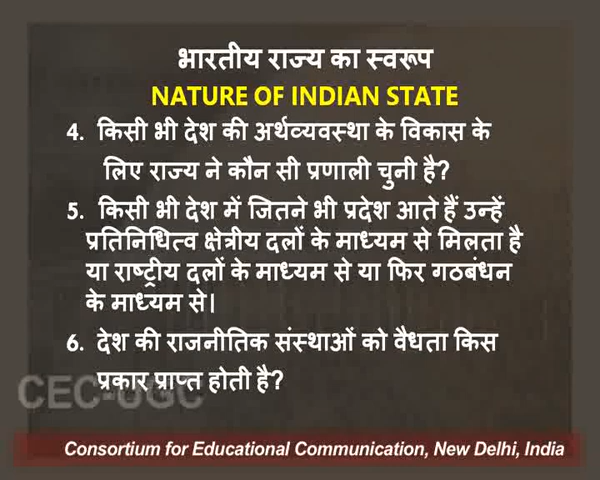 भारतीय राज्य का स्वरूप
NATURE OF INDIAN STATE
4. किसी भी देश की अर्थव्यवस्था के विकास के
लिए राज्य ने कौन सी प्रणाली चुनी है?
5. किसी भी देश में जितने भी प्रदेश आते हैं उन्हें
प्रतिनिधित्व क्षेत्रीय दलों के माध्यम से मिलता है
या राष्ट्रीय दलों के माध्यम से या फिर गठबंधन
के माध्यम से।
6. देश की राजनीतिक संस्थाओं को वैधता किस
प्रकार प्राप्त होती है?
CEC-UGC
Consortium for Educational Communication, New Delhi, India